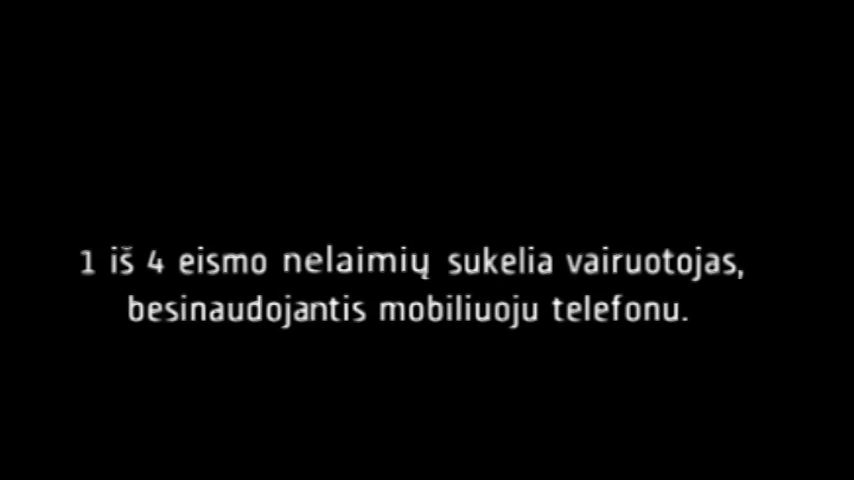 1 iš 4 eismo nelaimių sukelia vairuotojas,
besinaudojantis mobiliuoju telefonu.